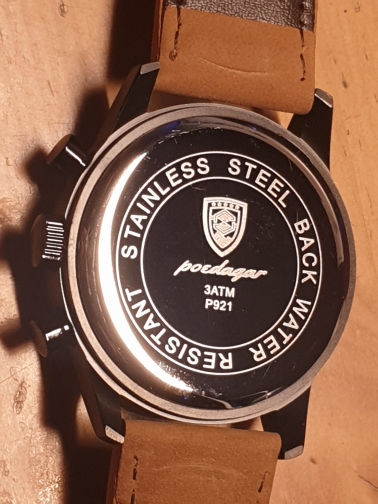 STAINLESS STEEL BACK WATER RESISTANT
poedagar
3ATM
P921